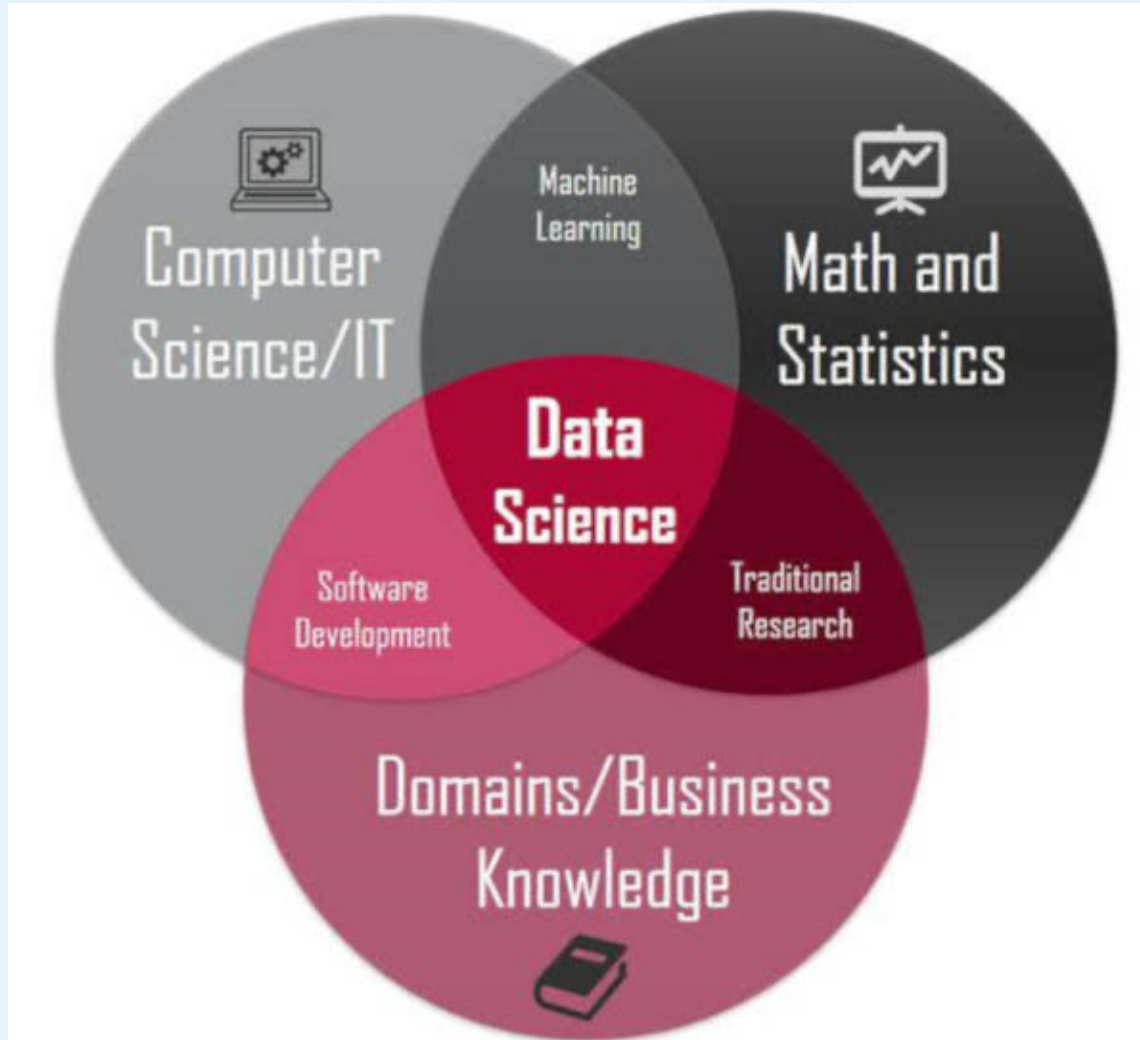 Machine
Learning
Computer
Science/IT
Math and
Statistics
Data
Science
Software
Development
Traditional
Research
Domains/Business
Knowledge